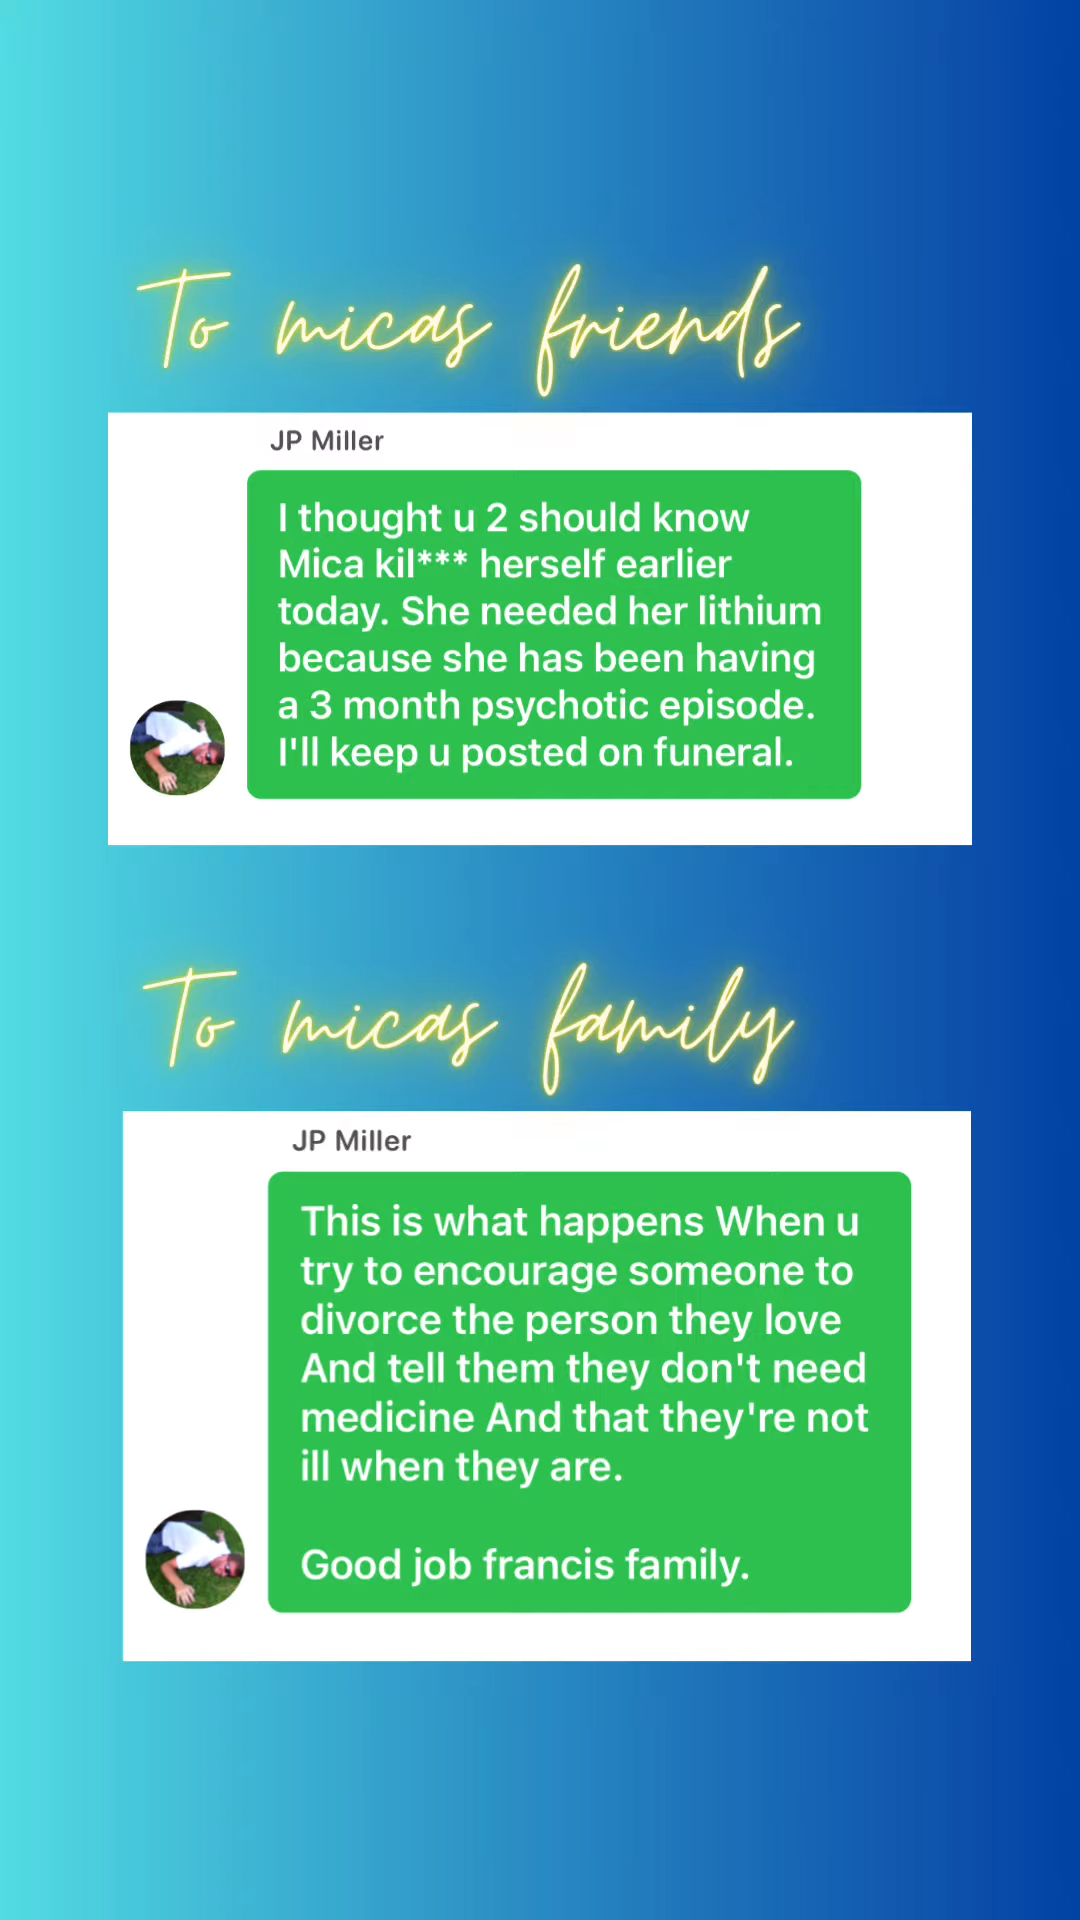 To micas friends
JP Miller
I thought u 2 should know
Mica kil*** herself earlier
today. She needed her lithium
because she has been having
a 3 month psychotic episode.
I'll keep u posted on funeral.
To micas family
JP Miller
This is what happens When u
try to encourage someone to
divorce the person they love
And tell them they don't need
medicine And that they're not
ill when they are.
Good job francis family.